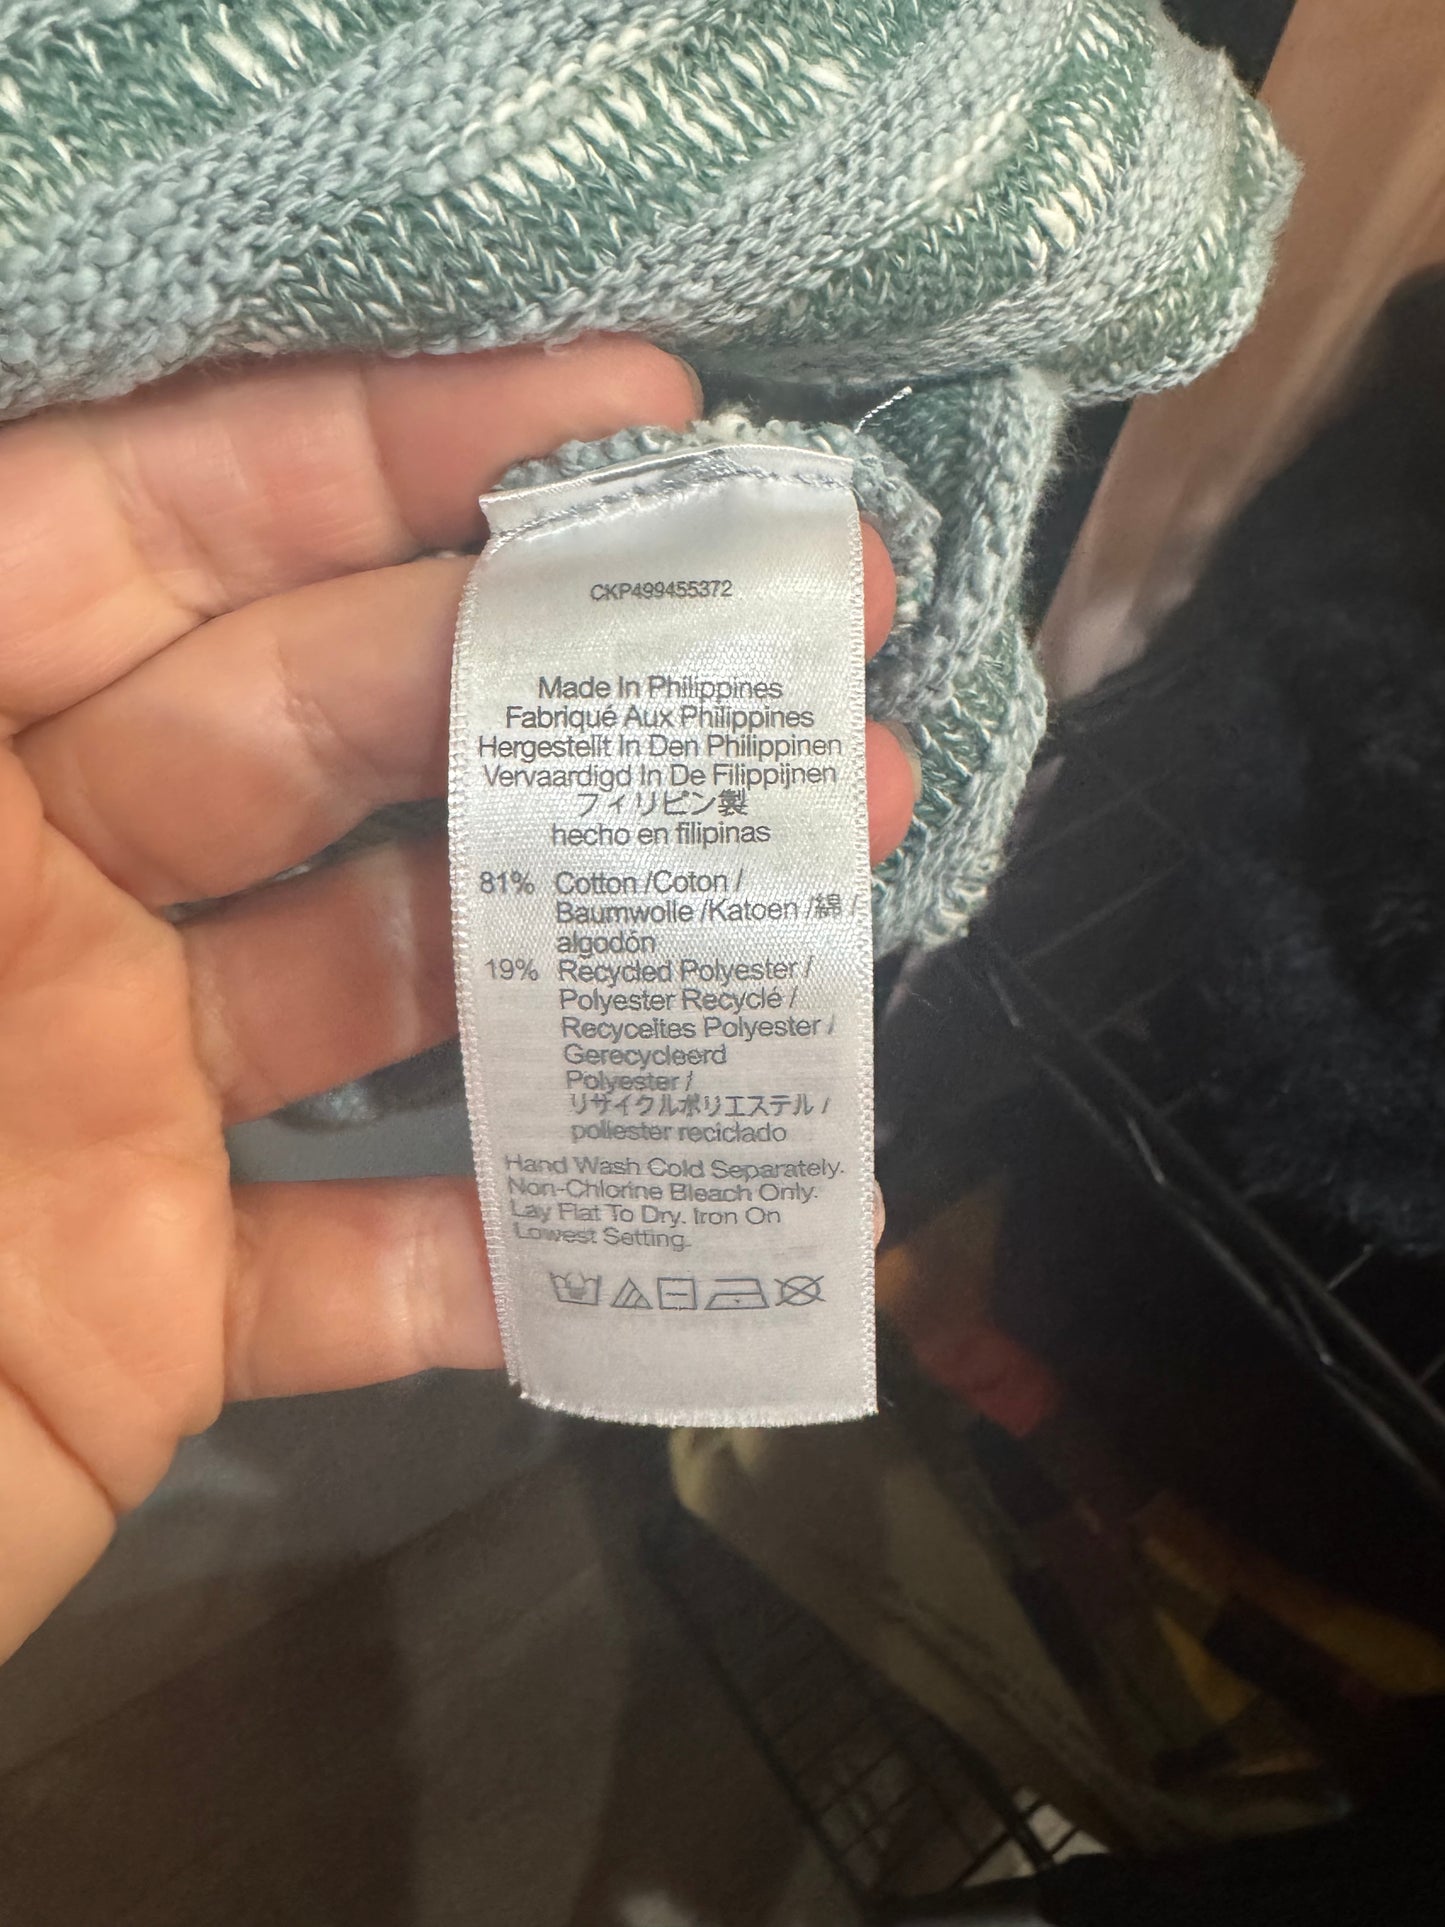 CKP499455372
Made In Philippines
Fabriqué Aux Philippines
Hergestellt In Den Philippinen
Vervaardigd In De Filippijnen
フィリピン製
hecho en filipinas
81% Cotton /Coton /
Baumwolle /Katoen /綿 /
algodón
19% Recycled Polyester /
Polyester Recyclé /
Recyceltes Polyester /
Gerecycleerd
Polyester /
リサイクルポリエステル /
poliester reciclado
Hand Wash Cold Separately.
Non-Chlorine Bleach Only.
Lay Flat To Dry. Iron On
Lowest Setting.